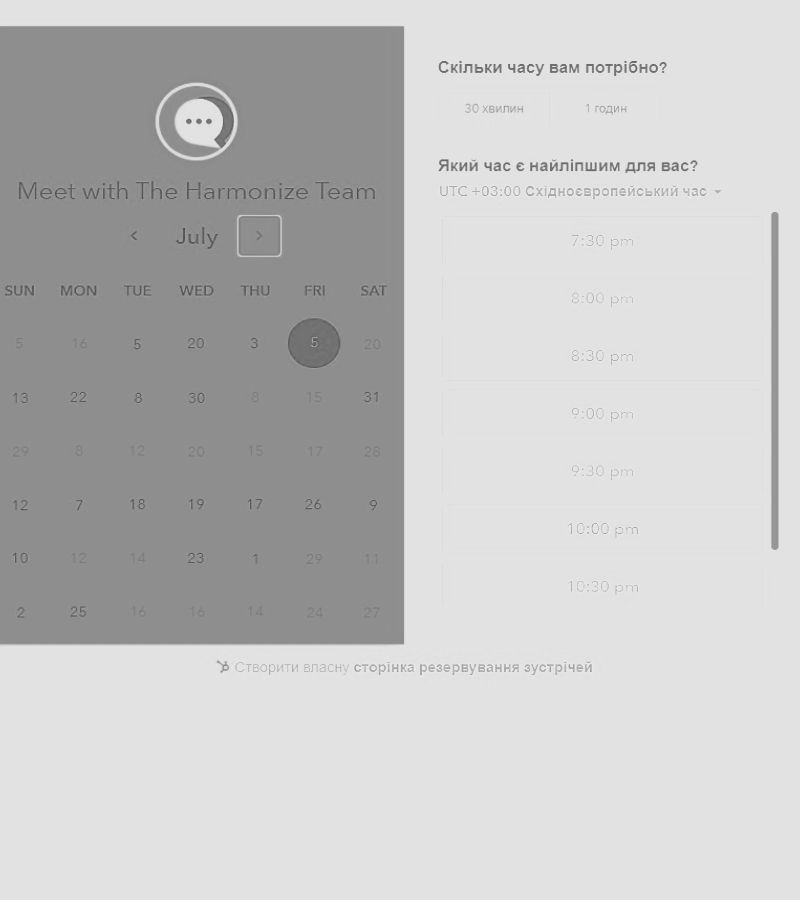 Meet with The Harmonize Team
July
SUN MON TUE WED THU FRI SAT
5 16 5 20 3 5 20
13 22 8 30 8 15 31
29 8 12 20 15 17 28
12 7 18 19 17 26 9
10 12 14 23 1 29 11
2 25 16 16 14 24 27
Скільки часу вам потрібно?
30 хвилин 1 годин
Який час є найліпшим для вас?
UTC +03:00 Східноєвропейський час
7:30 pm
8:00 pm
8:30 pm
9:00 pm
9:30 pm
10:00 pm
10:30 pm
Створити власну сторінка резервування зустрічей